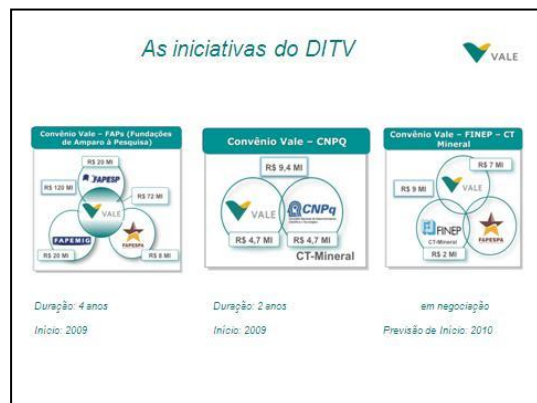 As iniciativas do DITV
VALE
Convênio Vale – FAPs (Fundações
de Amparo à Pesquisa)
R$ 20 MI
FAPESP
R$ 120 MI
R$ 72 MI
VALE
FAPEMIG
FAPESPA
R$ 20 MI
R$ 8 MI
Duração: 4 anos
Início: 2009
Convênio Vale – CNPQ
R$ 9,4 MI
VALE
CNPq
R$ 4,7 MI
R$ 4,7 MI
CT-Mineral
Duração: 2 anos
Início: 2009
Convênio Vale – FINEP – CT
Mineral
R$ 7 MI
VALE
R$ 9 MI
FINEP
CT-Mineral
FAPESPA
R$ 2 MI
em negociação
Previsão de Início: 2010